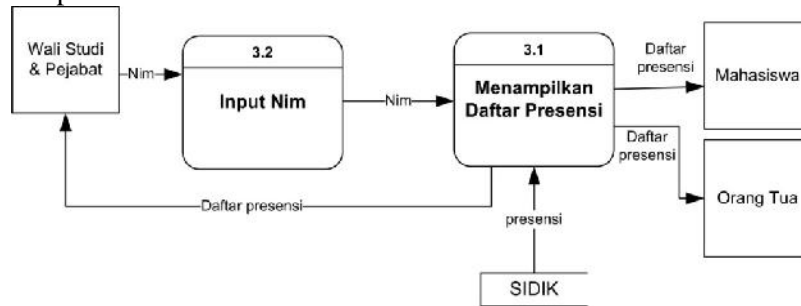 Wali Studi
& Pejabat
Nim
3.2
Input Nim
Nim
3.1
Menampilkan
Daftar Presensi
Daftar
presensi
Mahasiswa
Daftar
presensi
Orang Tua
Daftar presensi
presensi
SIDIK